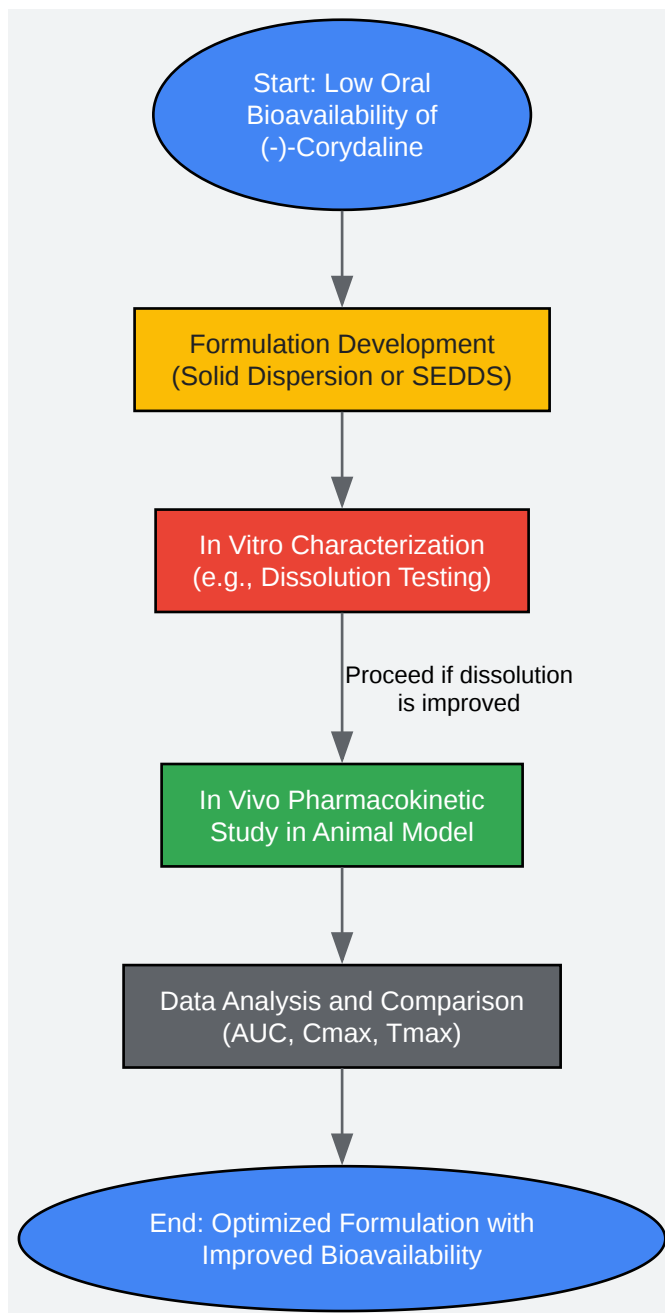 Start: Low Oral
Bioavailability of
(-)-Corydaline
Formulation Development
(Solid Dispersion or SEDDS)
In Vitro Characterization
(e.g., Dissolution Testing)
Proceed if dissolution
is improved
In Vivo Pharmacokinetic
Study in Animal Model
Data Analysis and Comparison
(AUC, Cmax, Tmax)
End: Optimized Formulation with
Improved Bioavailability